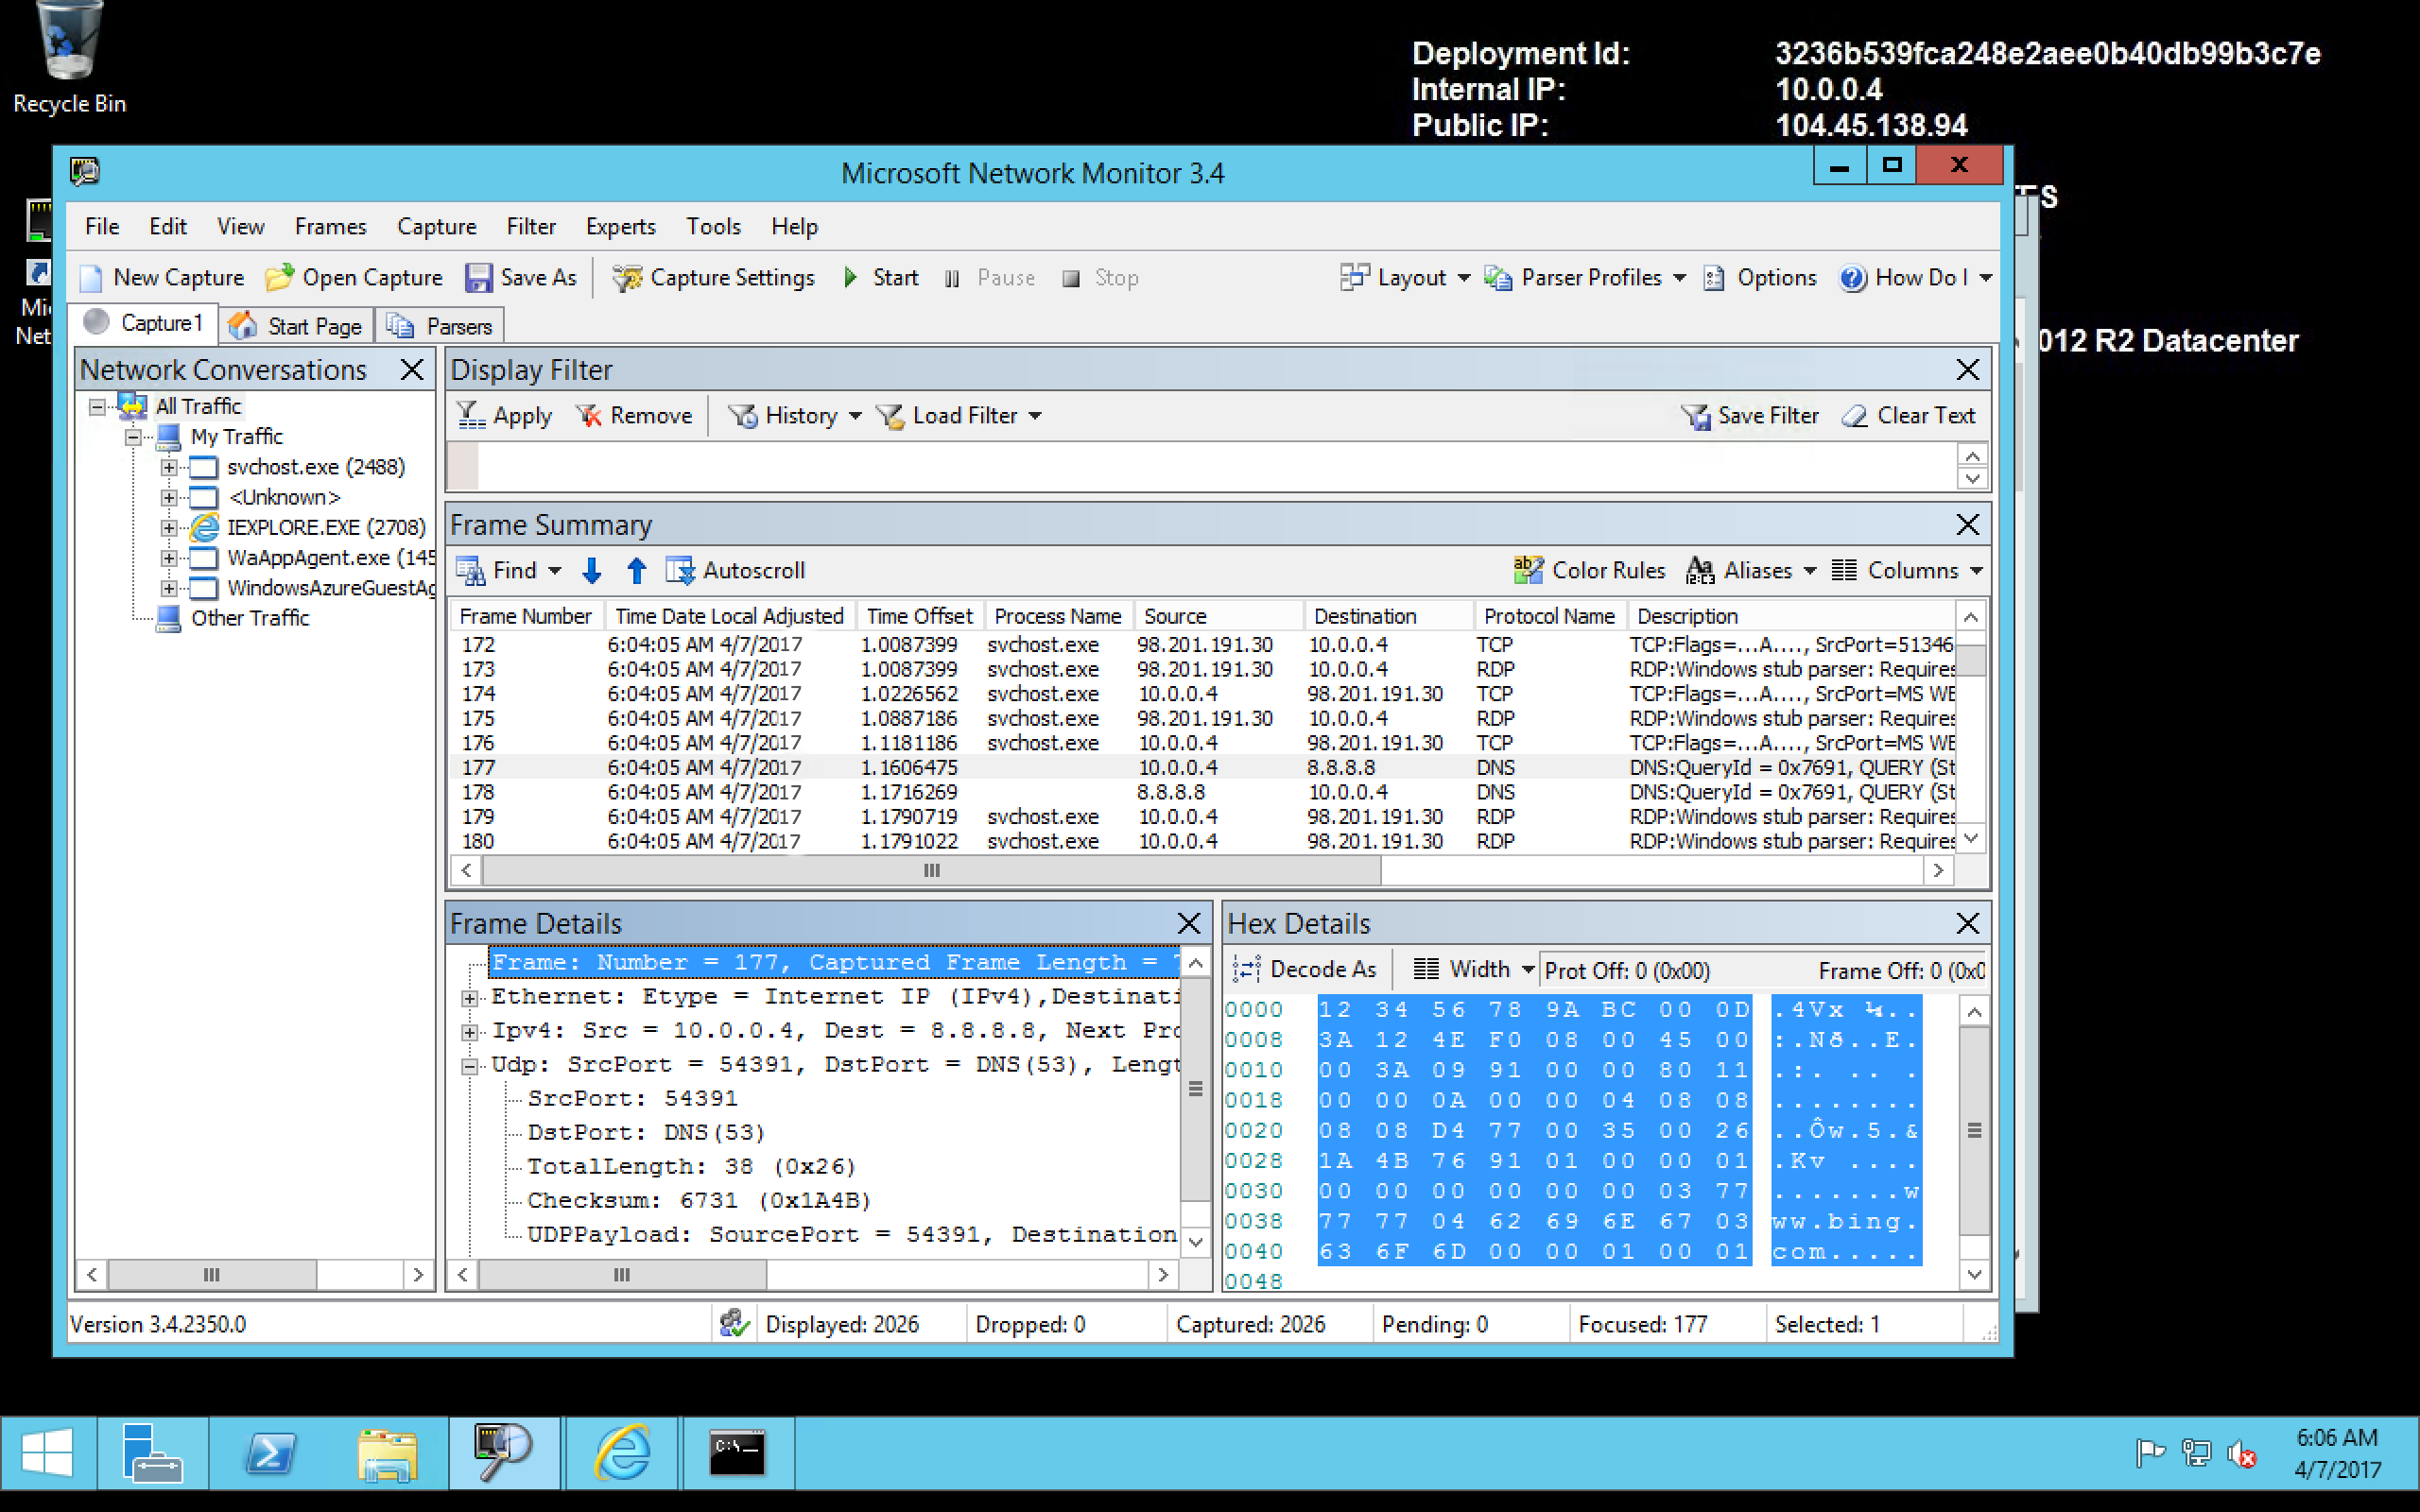 Recycle Bin
Deployment Id: 3236b539fca248e2aee0b40db99b3c7e
Internal IP: 10.0.0.4
Public IP: 104.45.138.94
Microsoft Network Monitor 3.4
File Edit View Frames Capture Filter Experts Tools Help
New Capture Open Capture Save As Capture Settings Start Pause Stop Layout Parser Profiles Options How Do I
Capture1 Start Page Parsers
012 R2 Datacenter
Network Conversations
All Traffic
My Traffic
svchost.exe (2488)
<Unknown>
IEXPLORE.EXE (2708)
WaAppAgent.exe (145
WindowsAzureGuestAg
Other Traffic
Display Filter
Apply Remove History Load Filter Save Filter Clear Text
Frame Summary
Find Autoscroll Color Rules Aliases Columns
Frame Number Time Date Local Adjusted Time Offset Process Name Source Destination Protocol Name Description
172 6:04:05 AM 4/7/2017 1.0087399 svchost.exe 98.201.191.30 10.0.0.4 TCP TCP:Flags=...A...., SrcPort=51346
173 6:04:05 AM 4/7/2017 1.0087399 svchost.exe 98.201.191.30 10.0.0.4 RDP RDP:Windows stub parser: Requires
174 6:04:05 AM 4/7/2017 1.0226562 svchost.exe 10.0.0.4 98.201.191.30 TCP TCP:Flags=...A...., SrcPort=MS WE
175 6:04:05 AM 4/7/2017 1.0887186 svchost.exe 98.201.191.30 10.0.0.4 RDP RDP:Windows stub parser: Requires
176 6:04:05 AM 4/7/2017 1.1181186 svchost.exe 10.0.0.4 98.201.191.30 TCP TCP:Flags=...A...., SrcPort=MS WE
177 6:04:05 AM 4/7/2017 1.1606475 10.0.0.4 8.8.8.8 DNS DNS:QueryId = 0x7691, QUERY (St
178 6:04:05 AM 4/7/2017 1.1716269 8.8.8.8 10.0.0.4 DNS DNS:QueryId = 0x7691, QUERY (St
179 6:04:05 AM 4/7/2017 1.1790719 svchost.exe 10.0.0.4 98.201.191.30 RDP RDP:Windows stub parser: Requires
180 6:04:05 AM 4/7/2017 1.1791022 svchost.exe 10.0.0.4 98.201.191.30 RDP RDP:Windows stub parser: Requires
Frame Details
Frame: Number = 177, Captured Frame Length =
Ethernet: Etype = Internet IP (IPv4),Destinati
Ipv4: Src = 10.0.0.4, Dest = 8.8.8.8, Next Pro
Udp: SrcPort = 54391, DstPort = DNS(53), Lengt
SrcPort: 54391
DstPort: DNS(53)
TotalLength: 38 (0x26)
Checksum: 6731 (0x1A4B)
UDPPayload: SourcePort = 54391, Destination
Hex Details
Decode As Width Prot Off: 0 (0x00) Frame Off: 0 (0x0
0000 12 34 56 78 9A BC 00 0D .4Vx ¼..
0008 3A 12 4E F0 08 00 45 00 :.Nð..E.
0010 00 3A 09 91 00 00 80 11 .:. .. .
0018 00 00 0A 00 00 04 08 08 ........
0020 08 08 D4 77 00 35 00 26 ..Ôw.5.&
0028 1A 4B 76 91 01 00 00 01 .Kv ....
0030 00 00 00 00 00 00 03 77 .......w
0038 77 77 04 62 69 6E 67 03 ww.bing.
0040 63 6F 6D 00 00 01 00 01 com.....
0048
Version 3.4.2350.0 Displayed: 2026 Dropped: 0 Captured: 2026 Pending: 0 Focused: 177 Selected: 1
6:06 AM
4/7/2017